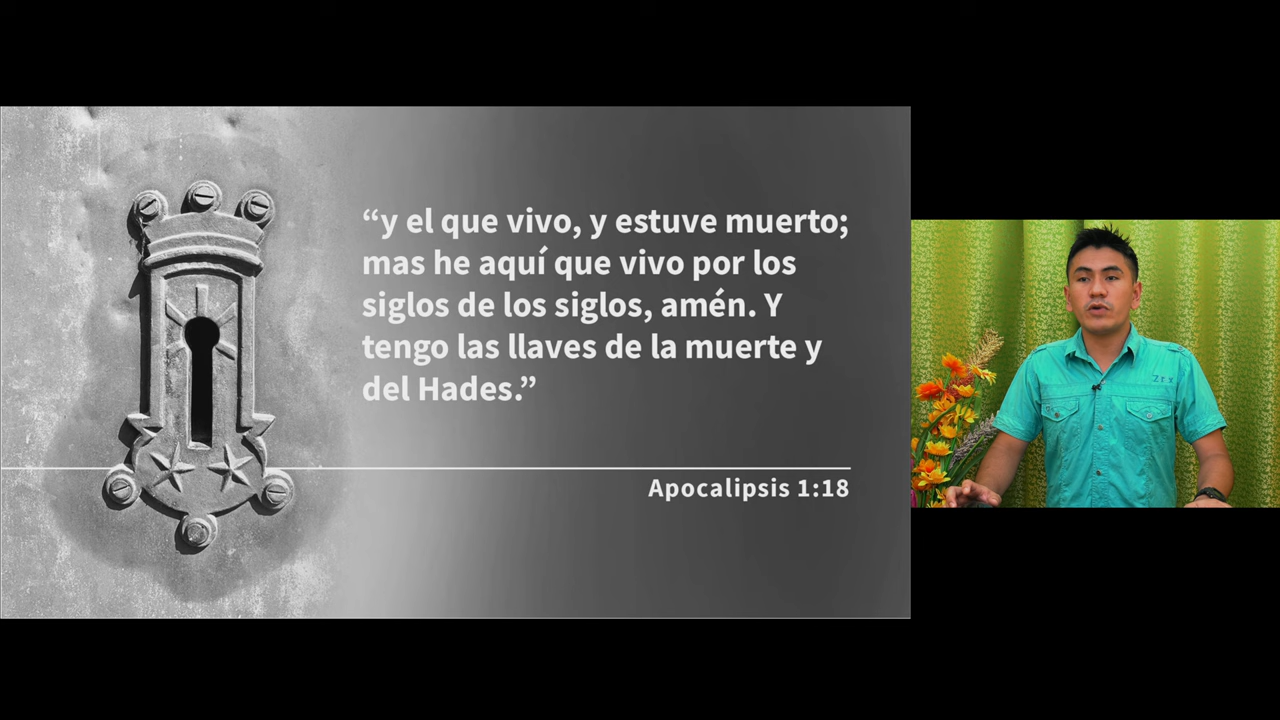 “y el que vivo, y estuve muerto;
mas he aquí que vivo por los
siglos de los siglos, amén. Y
tengo las llaves de la muerte y
del Hades.”
Apocalipsis 1:18